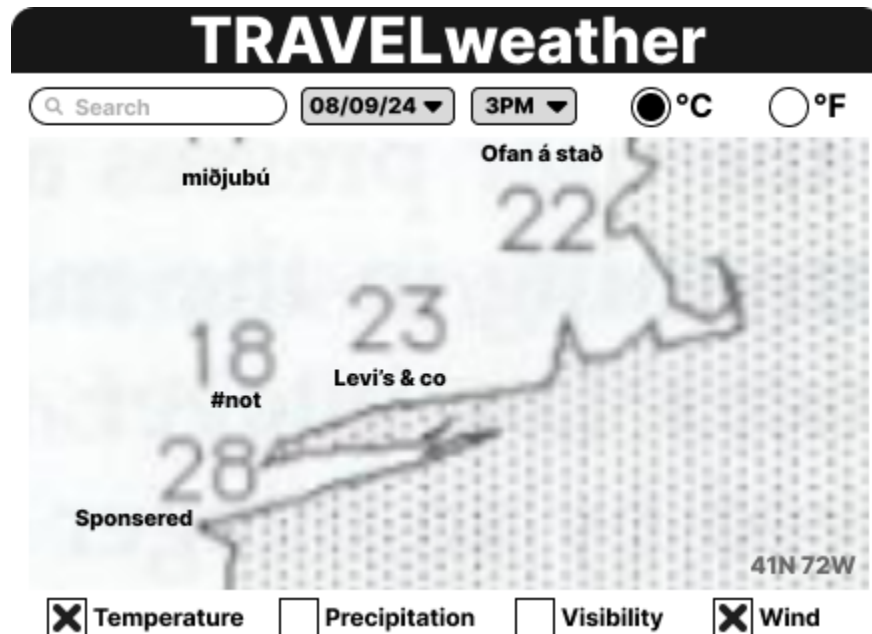 TRAVELweather
Search
08/09/24
3PM
°C
°F
Ofan á stað
miðjubú
22
23
18
Levi's & co
#not
28
Sponsered
41N 72W
Temperature
Precipitation
Visibility
Wind